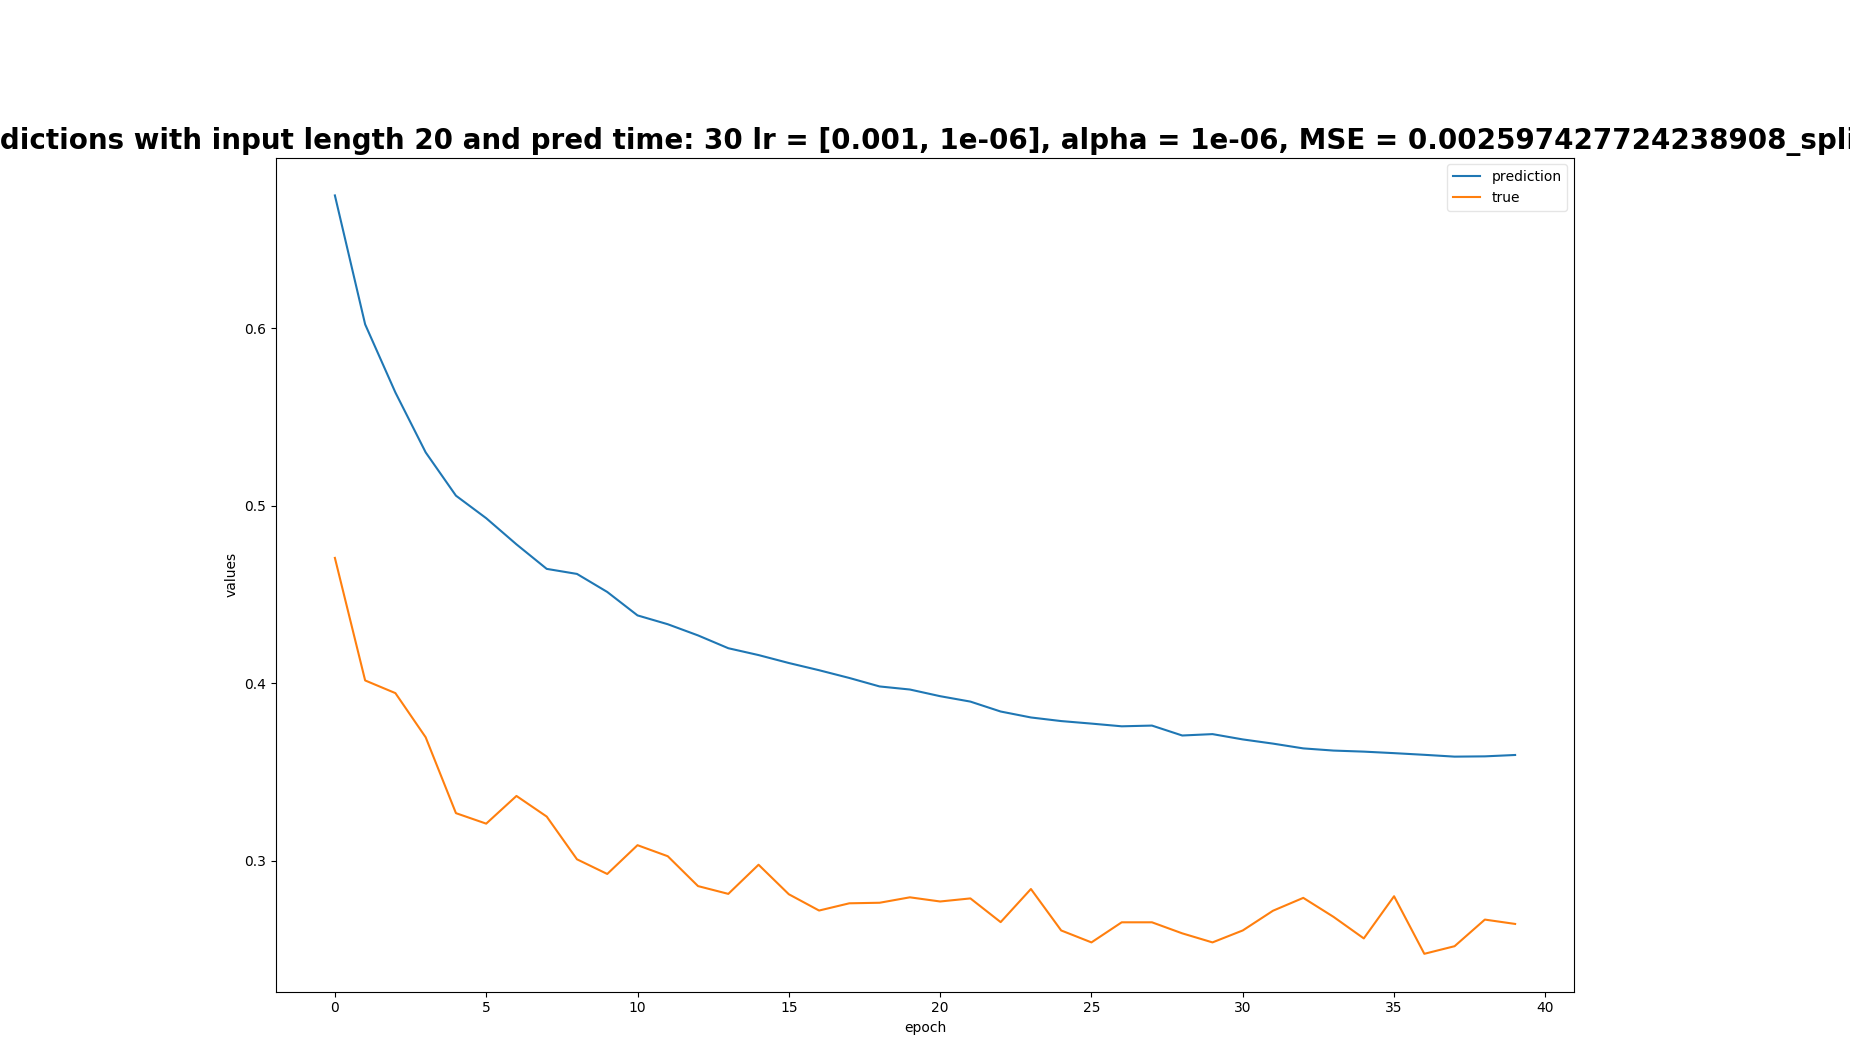 dictions with input length 20 and pred time: 30 lr = [0.001, 1e-06], alpha = 1e-06, MSE = 0.002597427724238908_spli
prediction
true
0.6
0.5
0.4
0.3
values
0 5 10 15 20 25 30 35 40
epoch